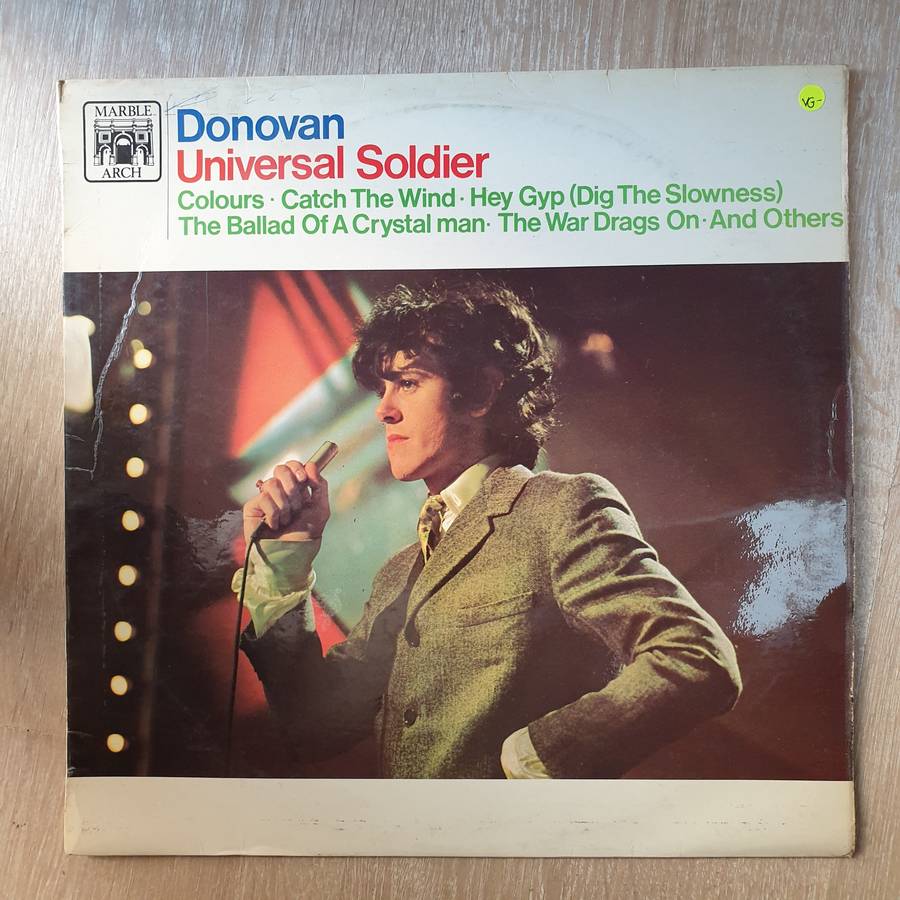 MARBLE
ARCH
Donovan
Universal Soldier
Colours · Catch The Wind · Hey Gyp (Dig The Slowness)
The Ballad Of A Crystal man · The War Drags On · And Others
VG-